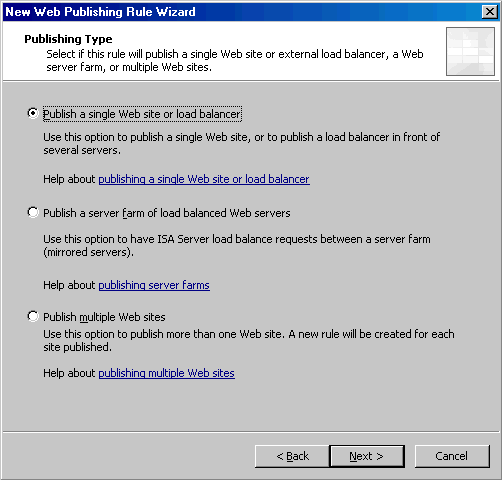 New Web Publishing Rule Wizard
Publishing Type
Select if this rule will publish a single Web site or external load balancer, a Web
server farm, or multiple Web sites.
Publish a single Web site or load balancer
Use this option to publish a single Web site, or to publish a load balancer in front of
several servers.
Help about publishing a single Web site or load balancer
Publish a server farm of load balanced Web servers
Use this option to have ISA Server load balance requests between a server farm
(mirrored servers).
Help about publishing server farms
Publish multiple Web sites
Use this option to publish more than one Web site. A new rule will be created for each
site published.
Help about publishing multiple Web sites
< Back
Next >
Cancel